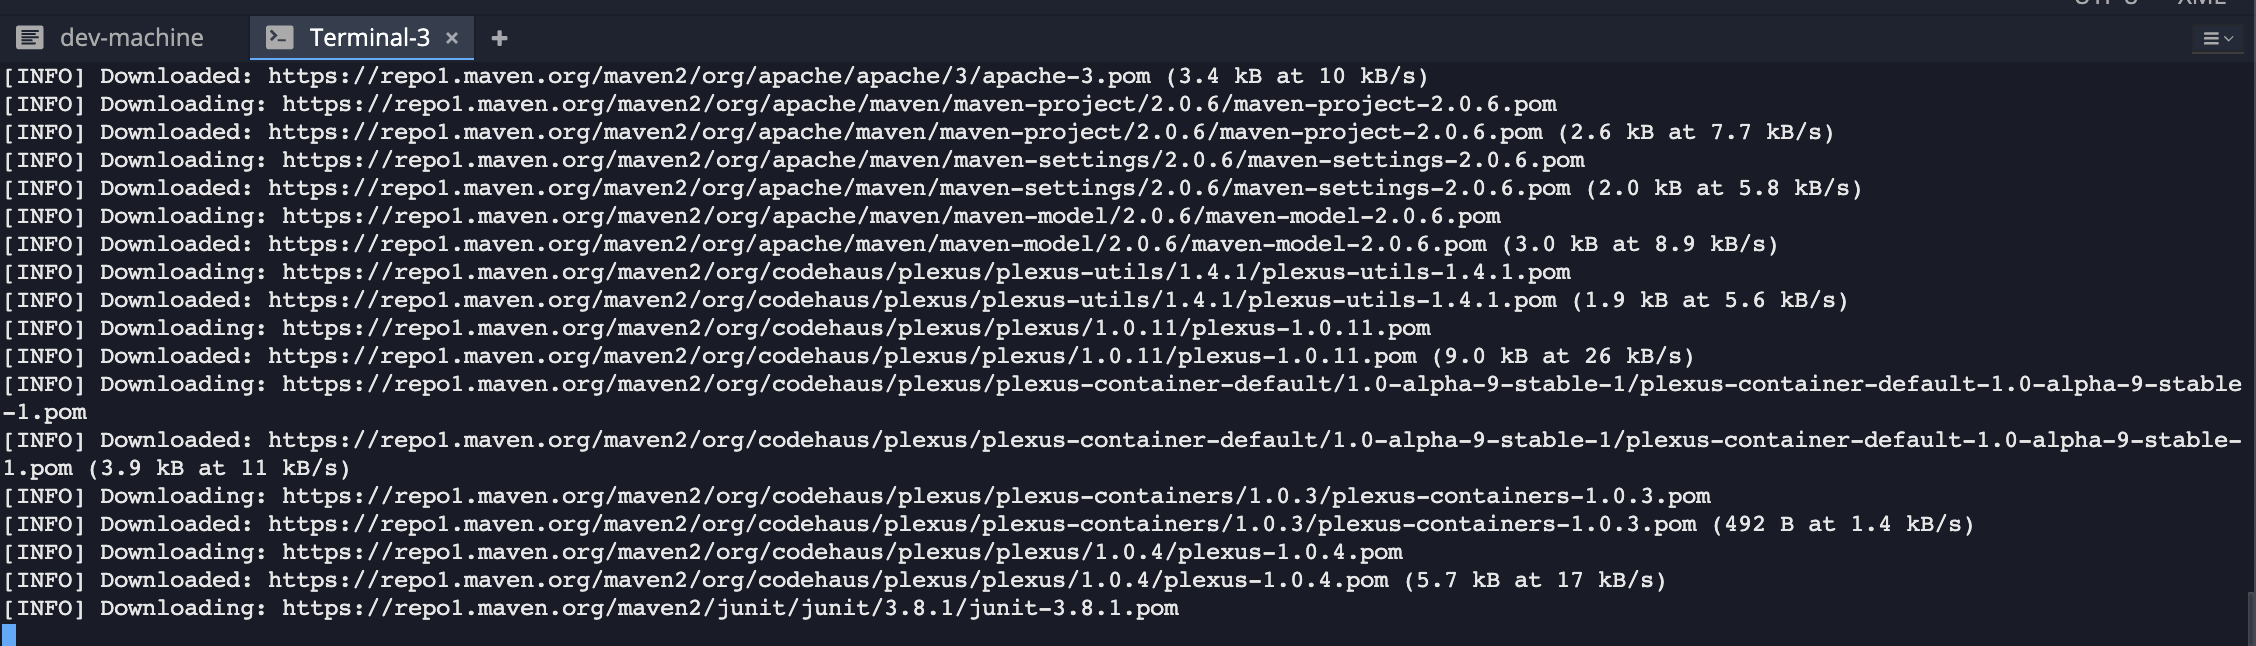 dev-machine
Terminal-3 × +
[INFO] Downloaded: https://repo1.maven.org/maven2/org/apache/apache/3/apache-3.pom (3.4 kB at 10 kB/s)
[INFO] Downloading: https://repo1.maven.org/maven2/org/apache/maven/maven-project/2.0.6/maven-project-2.0.6.pom
[INFO] Downloaded: https://repo1.maven.org/maven2/org/apache/maven/maven-project/2.0.6/maven-project-2.0.6.pom (2.6 kB at 7.7 kB/s)
[INFO] Downloading: https://repo1.maven.org/maven2/org/apache/maven/maven-settings/2.0.6/maven-settings-2.0.6.pom
[INFO] Downloaded: https://repo1.maven.org/maven2/org/apache/maven/maven-settings/2.0.6/maven-settings-2.0.6.pom (2.0 kB at 5.8 kB/s)
[INFO] Downloading: https://repo1.maven.org/maven2/org/apache/maven/maven-model/2.0.6/maven-model-2.0.6.pom
[INFO] Downloaded: https://repo1.maven.org/maven2/org/apache/maven/maven-model/2.0.6/maven-model-2.0.6.pom (3.0 kB at 8.9 kB/s)
[INFO] Downloading: https://repo1.maven.org/maven2/org/codehaus/plexus/plexus-utils/1.4.1/plexus-utils-1.4.1.pom
[INFO] Downloaded: https://repo1.maven.org/maven2/org/codehaus/plexus/plexus-utils/1.4.1/plexus-utils-1.4.1.pom (1.9 kB at 5.6 kB/s)
[INFO] Downloading: https://repo1.maven.org/maven2/org/codehaus/plexus/plexus/1.0.11/plexus-1.0.11.pom
[INFO] Downloaded: https://repo1.maven.org/maven2/org/codehaus/plexus/plexus/1.0.11/plexus-1.0.11.pom (9.0 kB at 26 kB/s)
[INFO] Downloading: https://repo1.maven.org/maven2/org/codehaus/plexus/plexus-container-default/1.0-alpha-9-stable-1/plexus-container-default-1.0-alpha-9-stable
-1.pom
[INFO] Downloaded: https://repo1.maven.org/maven2/org/codehaus/plexus/plexus-container-default/1.0-alpha-9-stable-1/plexus-container-default-1.0-alpha-9-stable-
1.pom (3.9 kB at 11 kB/s)
[INFO] Downloading: https://repo1.maven.org/maven2/org/codehaus/plexus/plexus-containers/1.0.3/plexus-containers-1.0.3.pom
[INFO] Downloaded: https://repo1.maven.org/maven2/org/codehaus/plexus/plexus-containers/1.0.3/plexus-containers-1.0.3.pom (492 B at 1.4 kB/s)
[INFO] Downloading: https://repo1.maven.org/maven2/org/codehaus/plexus/plexus/1.0.4/plexus-1.0.4.pom
[INFO] Downloaded: https://repo1.maven.org/maven2/org/codehaus/plexus/plexus/1.0.4/plexus-1.0.4.pom (5.7 kB at 17 kB/s)
[INFO] Downloading: https://repo1.maven.org/maven2/junit/junit/3.8.1/junit-3.8.1.pom